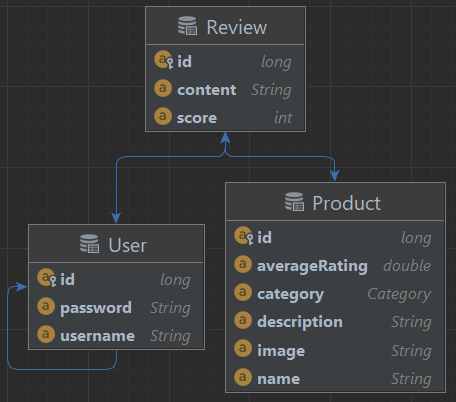 Review
id long
content String
score int
User
id long
password String
username String
Product
id long
averageRating double
category Category
description String
image String
name String